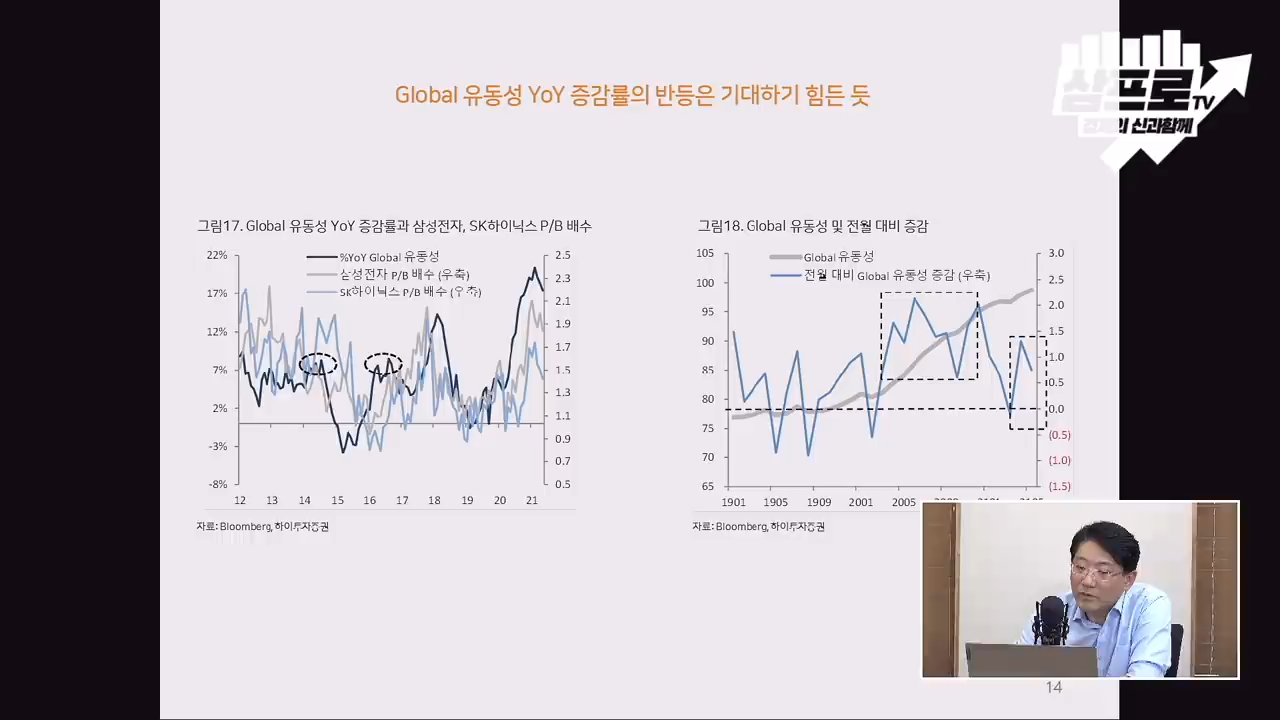 Global 유동성 YoY 증감률의 반등은 기대하기 힘든 듯
삼프로TV
경제의 신과함께
그림17. Global 유동성 YoY 증감률과 삼성전자, SK하이닉스 P/B 배수
22%
17%
12%
7%
2%
-3%
-8%
%YoY Global 유동성
삼성전자 P/B 배수 (우축)
SK하이닉스 P/B 배수 (우축)
2.5
2.3
2.1
1.9
1.7
1.5
1.3
1.1
0.9
0.7
0.5
12 13 14 15 16 17 18 19 20 21
자료: Bloomberg, 하이투자증권
그림18. Global 유동성 및 전월 대비 증감
105
100
95
90
85
80
75
70
65
Global 유동성
전월 대비 Global 유동성 증감 (우축)
3.0
2.5
2.0
1.5
1.0
0.5
0.0
(0.5)
(1.0)
(1.5)
1901 1905 1909 2001 2005 2009 2101 2105
자료: Bloomberg, 하이투자증권
14